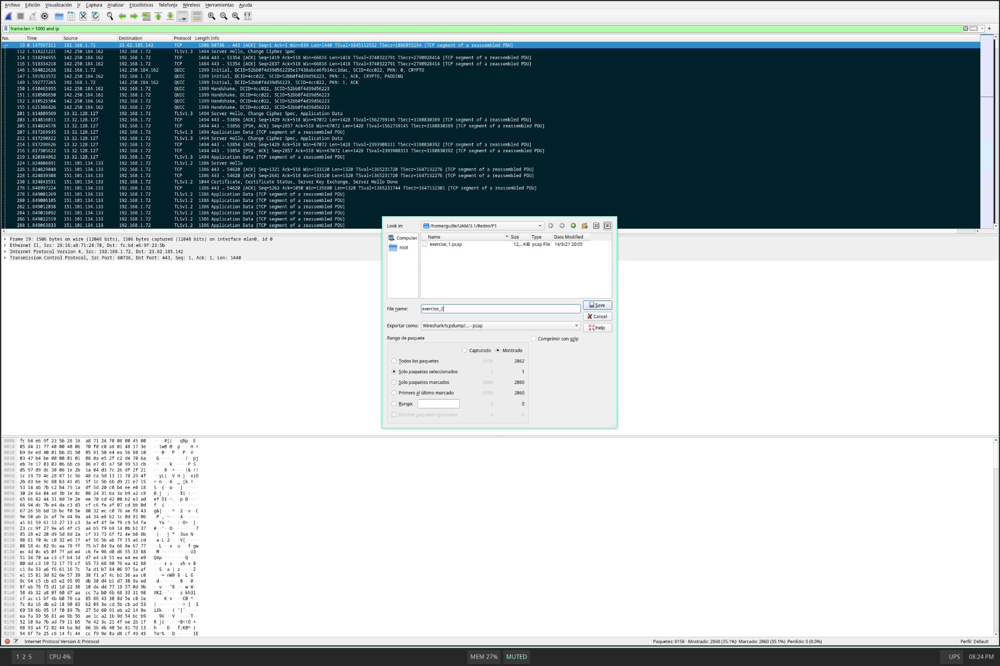 Archivo Edición Visualización Ir Captura Analizar Estadísticas Telefonía Wireless Herramientas Ayuda
frame.len > 1000 and ip
No. Time Source Destination Protocol Length Info
19 0.147597311 192.168.1.72 23.62.185.142 TCP 1506 60736 → 443 [ACK] Seq=1 Ack=1 Win=839 Len=1440 TSval=3845112532 TSecr=1886055294 [TCP segment of a reassembled PDU]
112 1.518221221 142.250.184.162 192.168.1.72 TLSv1.3 1484 Server Hello, Change Cipher Spec
114 1.518294955 142.250.184.162 192.168.1.72 TCP 1484 443 → 51354 [ACK] Seq=1419 Ack=518 Win=66816 Len=1418 TSval=3740322791 TSecr=2790928414 [TCP segment of a reassembled PDU]
116 1.518334218 142.250.184.162 192.168.1.72 TCP 1484 443 → 51354 [ACK] Seq=2837 Ack=518 Win=66816 Len=1418 TSval=3740322791 TSecr=2790928414 [TCP segment of a reassembled PDU]
146 1.584022628 192.168.1.72 142.250.184.162 QUIC 1399 Initial, DCID=52bb0f4d39d562235e17438abce6fb14cc3dac, SCID=4cc022, PKN: 0, CRYPTO
147 1.591923572 142.250.184.162 192.168.1.72 QUIC 1399 Initial, DCID=4cc022, SCID=52bb0f4d39d56223, PKN: 1, ACK, CRYPTO, PADDING
149 1.592777265 192.168.1.72 142.250.184.162 QUIC 1399 Initial, DCID=52bb0f4d39d56223, SCID=4cc022, PKN: 1, ACK
150 1.610465955 142.250.184.162 192.168.1.72 QUIC 1399 Handshake, DCID=4cc022, SCID=52bb0f4d39d56223
151 1.610508650 142.250.184.162 192.168.1.72 QUIC 1399 Handshake, DCID=4cc022, SCID=52bb0f4d39d56223
152 1.610525504 142.250.184.162 192.168.1.72 QUIC 1399 Handshake, DCID=4cc022, SCID=52bb0f4d39d56223
155 1.621386426 142.250.184.162 192.168.1.72 QUIC 1399 Handshake, DCID=4cc022, SCID=52bb0f4d39d56223
201 1.814809569 13.32.128.127 192.168.1.72 TLSv1.3 1494 Server Hello, Change Cipher Spec, Application Data
203 1.814816011 13.32.128.127 192.168.1.72 TCP 1494 443 → 53856 [ACK] Seq=1429 Ack=518 Win=67072 Len=1428 TSval=1562759145 TSecr=3180830389 [TCP segment of a reassembled PDU]
205 1.814824578 13.32.128.127 192.168.1.72 TCP 1494 443 → 53856 [PSH, ACK] Seq=2857 Ack=518 Win=67072 Len=1428 TSval=1562759145 TSecr=3180830389 [TCP segment of a reassembled PDU]
207 1.817269935 13.32.128.127 192.168.1.72 TLSv1.3 1494 Application Data [TCP segment of a reassembled PDU]
212 1.817290822 13.32.128.127 192.168.1.72 TLSv1.3 1494 Server Hello, Change Cipher Spec, Application Data
214 1.817298626 13.32.128.127 192.168.1.72 TCP 1494 443 → 53854 [ACK] Seq=1429 Ack=518 Win=67072 Len=1428 TSval=2393908311 TSecr=3180830392 [TCP segment of a reassembled PDU]
216 1.817305622 13.32.128.127 192.168.1.72 TCP 1494 443 → 53854 [PSH, ACK] Seq=2857 Ack=518 Win=67072 Len=1428 TSval=2393908311 TSecr=3180830392 [TCP segment of a reassembled PDU]
219 1.820384862 13.32.128.127 192.168.1.72 TLSv1.3 1494 Application Data [TCP segment of a reassembled PDU]
224 1.824808891 151.101.134.133 192.168.1.72 TLSv1.2 1386 Server Hello
226 1.824829048 151.101.134.133 192.168.1.72 TCP 1386 443 → 54620 [ACK] Seq=1321 Ack=518 Win=133120 Len=1320 TSval=1365231720 TSecr=1647132276 [TCP segment of a reassembled PDU]
228 1.824839308 151.101.134.133 192.168.1.72 TCP 1386 443 → 54620 [ACK] Seq=2641 Ack=518 Win=133120 Len=1320 TSval=1365231720 TSecr=1647132276 [TCP segment of a reassembled PDU]
230 1.824843531 151.101.134.133 192.168.1.72 TLSv1.2 1044 Certificate, Certificate Status, Server Key Exchange, Server Hello Done
276 1.848997224 151.101.134.133 192.168.1.72 TCP 1386 443 → 54620 [ACK] Seq=5263 Ack=1050 Win=135680 Len=1320 TSval=1365231744 TSecr=1647132301 [TCP segment of a reassembled PDU]
278 1.849001269 151.101.134.133 192.168.1.72 TLSv1.2 1386 Application Data [TCP segment of a reassembled PDU]
280 1.849006105 151.101.134.133 192.168.1.72 TLSv1.2 1386 Application Data [TCP segment of a reassembled PDU]
282 1.849012038 151.101.134.133 192.168.1.72 TLSv1.2 1386 Application Data [TCP segment of a reassembled PDU]
284 1.849018092 151.101.134.133 192.168.1.72 TLSv1.2 1386 Application Data [TCP segment of a reassembled PDU]
286 1.849022519 151.101.134.133 192.168.1.72 TLSv1.2 1386 Application Data [TCP segment of a reassembled PDU]
288 1.849063833 151.101.134.133 192.168.1.72 TLSv1.2 1386 Application Data [TCP segment of a reassembled PDU]
Frame 19: 1506 bytes on wire (12048 bits), 1506 bytes captured (12048 bits) on interface mlan0, id 0
Ethernet II, Src: 28:16:a8:71:24:70, Dst: fc:b4:e6:9f:23:5b
Internet Protocol Version 4, Src: 192.168.1.72, Dst: 23.62.185.142
Transmission Control Protocol, Src Port: 60736, Dst Port: 443, Seq: 1, Ack: 1, Len: 1440
Look in: /home/guille/UAM/3.1/Redes/P1
Computer
root
Name Size Type Date Modified
exercise_1.pcap 12,...KiB pcap File 14/9/21 20:05
File name: exercise_2
Save
Cancel
Exportar como: Wireshark/tcpdump/... - pcap
Help
Rango de paquete
Comprimir con gzip
Capturado Mostrado
Todos los paquetes 8158 2862
Solo paquetes seleccionados 1 1
Solo paquetes marcados 2860 2860
Primero al último marcado 8106 2860
Rango: 0 0
Eliminar paquetes ignorados 0 0
0000 fc b4 e6 9f 23 5b 28 16 a8 71 24 70 08 00 45 00
0010 05 d4 31 77 40 00 40 06 70 f0 c0 a8 01 48 17 3e
0020 b9 8e ed 40 01 bb d1 50 05 81 50 e4 ea 56 80 10
0030 03 47 b4 be 00 00 01 01 08 0a e5 2f c2 d4 70 6a
0040 eb 7e 17 03 03 06 6b c6 86 e7 d1 a7 50 99 53 cb
0050 d5 97 d9 dc 30 06 1e 2b 1a 04 d3 7c 26 df 2f 21
0060 1c 19 79 4c 28 87 1c 56 48 ca 5d 13 11 78 29 4f
0070 2b d3 6e 9c 80 b3 41 d1 5f 1c 5b 6b d9 21 e7 15
0080 53 14 ab 7b c2 b4 75 1a df 5d 20 c0 b4 ee e0 18
0090 30 2e 6a 04 ad 3b 1e 8c 08 24 31 ba 3a b9 a2 c8
00a0 65 66 82 44 31 8d 7e 2e ee 70 cd 42 00 b2 e3 ad
00b0 66 94 dc 7b e4 da c3 d3 cf c6 fe af 07 cd bb 0d
00c0 67 26 5b bd 1b bc f0 5e 80 32 ec c0 76 ae f8 43
00d0 9e 50 ab 2c af 7e d4 9a a4 34 e8 b2 1c 0d 91 06
00e0 a1 b1 59 61 13 27 13 c3 3a ef 4f 3e f9 c9 5d fa
00f0 23 cc 9f 27 9e a5 4f c5 a4 b5 f9 b9 14 0b b1 37
0100 85 28 e2 20 d9 5d 8d 2a cf 33 73 6f f2 4e b0 8b
0110 98 61 f0 4c c0 32 e6 1f ef 56 5b ab 7f 15 a6 cd
0120 08 18 4c 02 9c aa 78 ff 75 b7 84 9a 66 8e 67 77
0130 ec 4d 0c e5 0f 7f ad e4 c6 fe 96 d0 d6 55 33 88
0140 51 34 70 aa c3 cf b4 1d d7 e4 c8 51 ea e4 ee e9
0150 00 dd c3 19 72 17 73 cf b5 73 68 80 76 ea 42 88
0160 c1 9a 53 a6 f6 61 16 7c 7a d1 b7 84 06 97 5a af
0170 e1 15 81 3d 82 6e 57 39 38 f1 a7 4c b1 36 aa c0
0180 9c 64 c5 cb e5 e2 95 95 db 30 d4 b1 d7 30 9a ed
0190 8f eb 76 f5 d1 1d 22 38 10 de dd 77 19 57 0d 9b
01a0 58 4b 32 a8 0f 60 d7 aa cc 7a b0 6b 68 33 31 98
01b0 cf ac c1 bf 4b b0 76 ca 85 86 43 30 8d 5e c0 1e
01c0 7c 0a 16 db e2 18 90 83 b2 09 3e cd 5b cb ad 53
01d0 69 58 6b 95 1f f0 89 7b 27 5d 60 91 eb a2 14 8e
01e0 ea fa 39 56 81 ae 9b 56 ae 1c a2 1b 9d 54 bc b9
01f0 52 10 6a 7b ad f9 11 b5 7e 42 3c 21 4f ee 2b 1f
0200 68 93 a4 f2 02 44 ba 8d 66 3b 4b 40 5e 81 7d 13
0210 54 6f 7e 25 c6 14 fc 44 cc f9 9e 0a d8 cf 49 45
Internet Protocol Version 4: Protocol
Paquetes: 8158 · Mostrado: 2860 (35.1%)· Marcado: 2860 (35.1%)· Perdido: 0 (0.0%)
Perfil: Default
1 2 5 CPU 4% MEM 27% MUTED UPS 08:24 PM